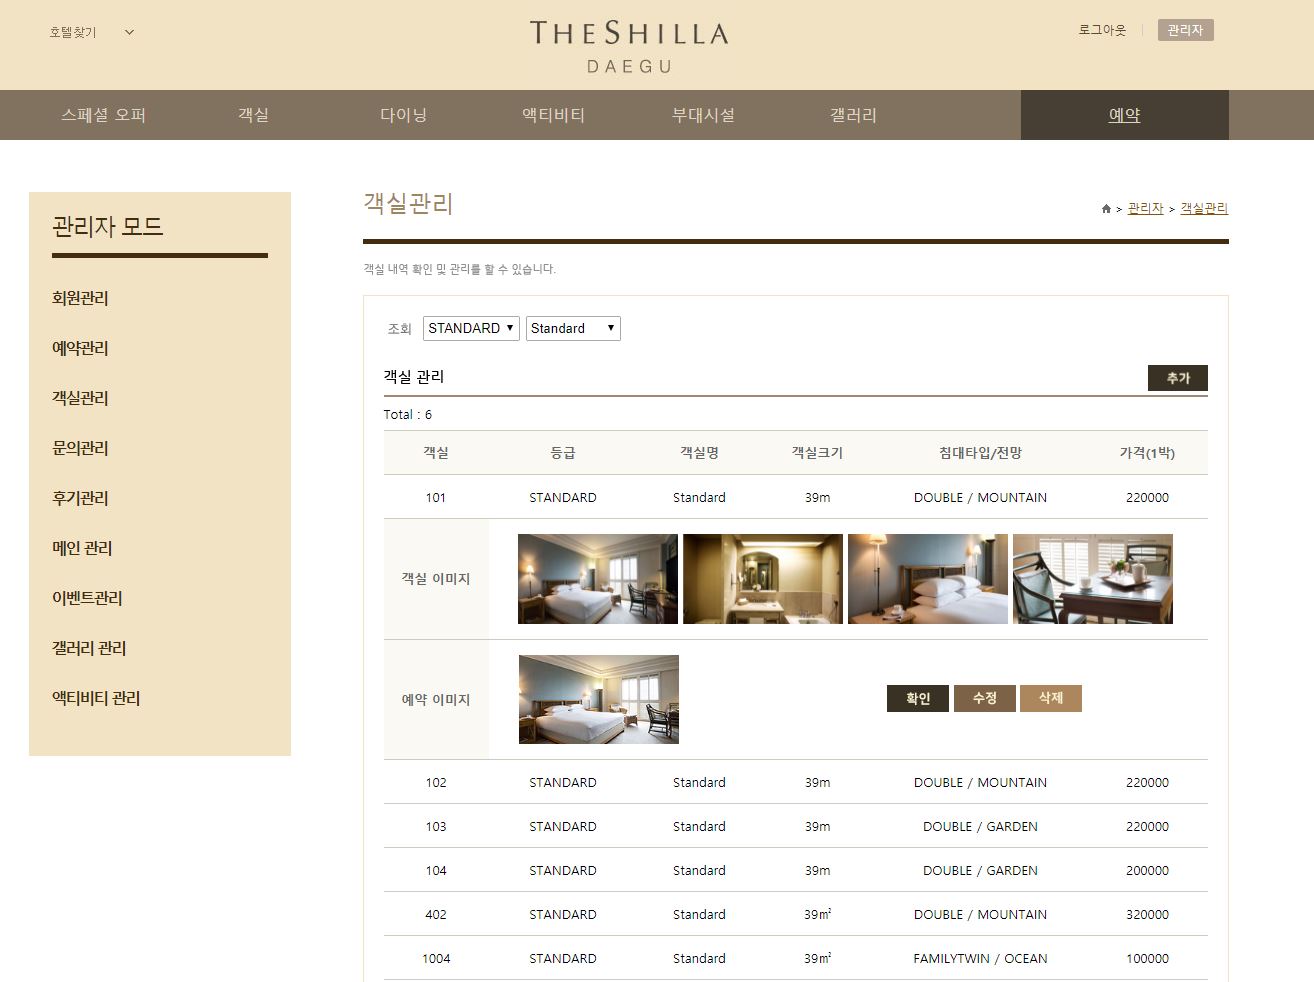 호텔찾기
THE SHILLA
DAEGU
로그아웃
관리자
스페셜 오퍼 객실 다이닝 액티비티 부대시설 갤러리 예약
관리자 모드
회원관리
예약관리
객실관리
문의관리
후기관리
메인 관리
이벤트관리
갤러리 관리
액티비티 관리
객실관리
> 관리자 > 객실관리
객실 내역 확인 및 관리를 할 수 있습니다.
조회 STANDARD Standard
객실 관리
추가
Total : 6
객실 등급 객실명 객실크기 침대타입/전망 가격(1박)
101 STANDARD Standard 39m DOUBLE / MOUNTAIN 220000
객실 이미지
예약 이미지
확인 수정 삭제
102 STANDARD Standard 39m DOUBLE / MOUNTAIN 220000
103 STANDARD Standard 39m DOUBLE / GARDEN 220000
104 STANDARD Standard 39m DOUBLE / GARDEN 200000
402 STANDARD Standard 39㎡ DOUBLE / MOUNTAIN 320000
1004 STANDARD Standard 39㎡ FAMILYTWIN / OCEAN 100000